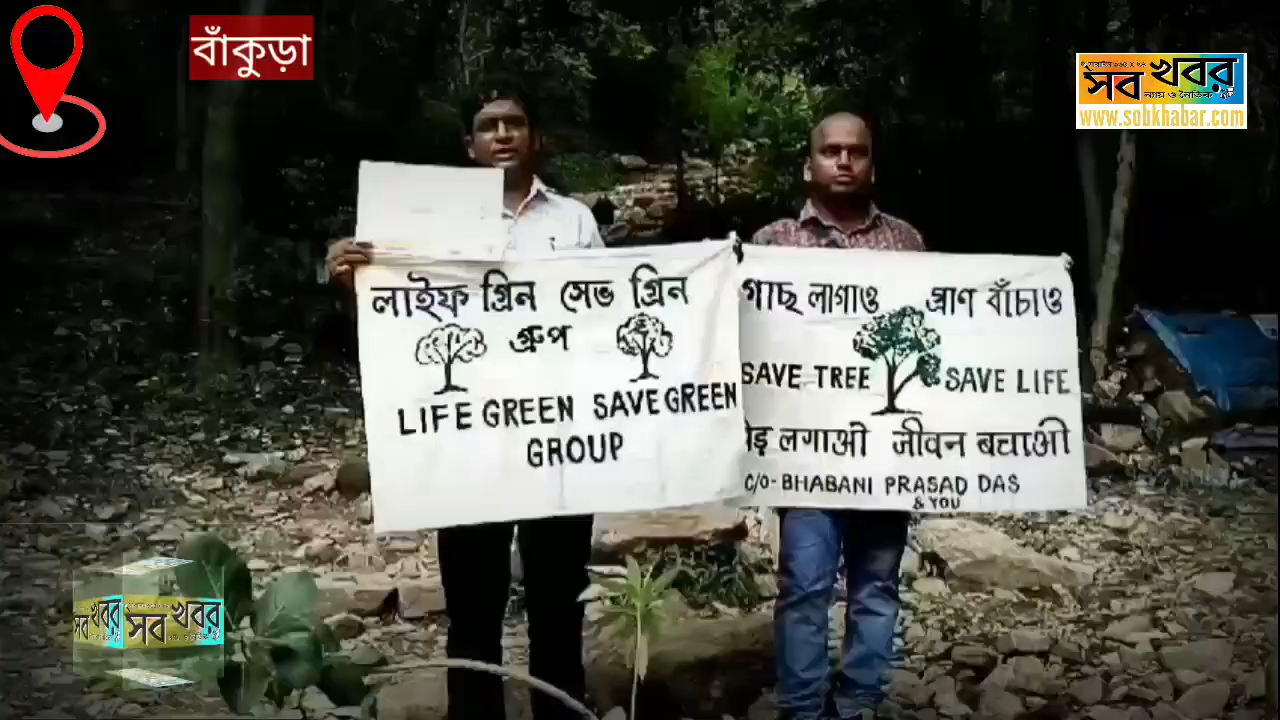 বাঁকুড়া
সব খবর
www.sobkhabar.com
লাইফ গ্রিন সেভ গ্রিন
গ্রুপ
LIFE GREEN SAVE GREEN
GROUP
গাছ লাগাও প্রাণ বাঁচাও
SAVE TREE SAVE LIFE
पेड़ लगाओ जीवन बचाओ
C/O- BHABANI PRASAD DAS
& YOU
সব খবর
সব খবর